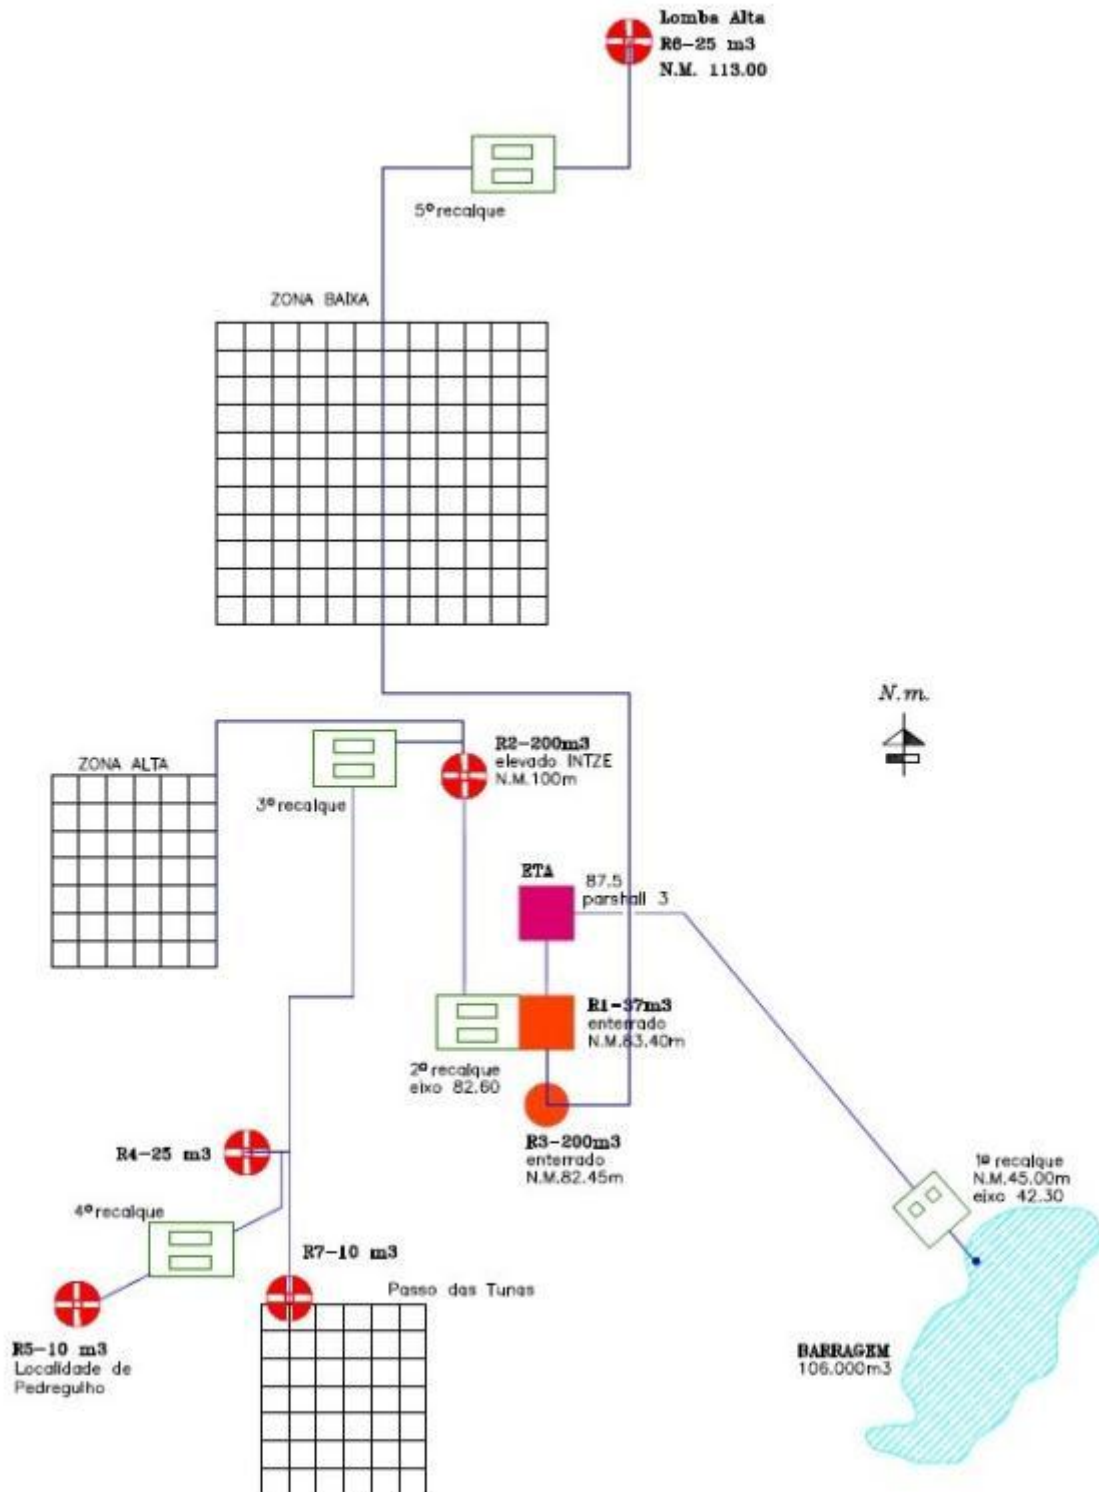 Lomba Alta
R6-25 m3
N.M. 113.00
5º recalque
ZONA BAIXA
N.m.
R2-200m3
elevado INTZE
N.M.100m
ZONA ALTA
3º recalque
ETA
87.5
parshall 3
R1-37m3
enterrado
N.M.83.40m
2º recalque
eixo 82.60
R3-200m3
enterrado
N.M.82.45m
R4-25 m3
1º recalque
N.M.45.00m
eixo 42.30
4º recalque
R7-10 m3
Passo das Tunas
R5-10 m3
Localidade de
Pedregulho
BARRAGEM
106.000m3